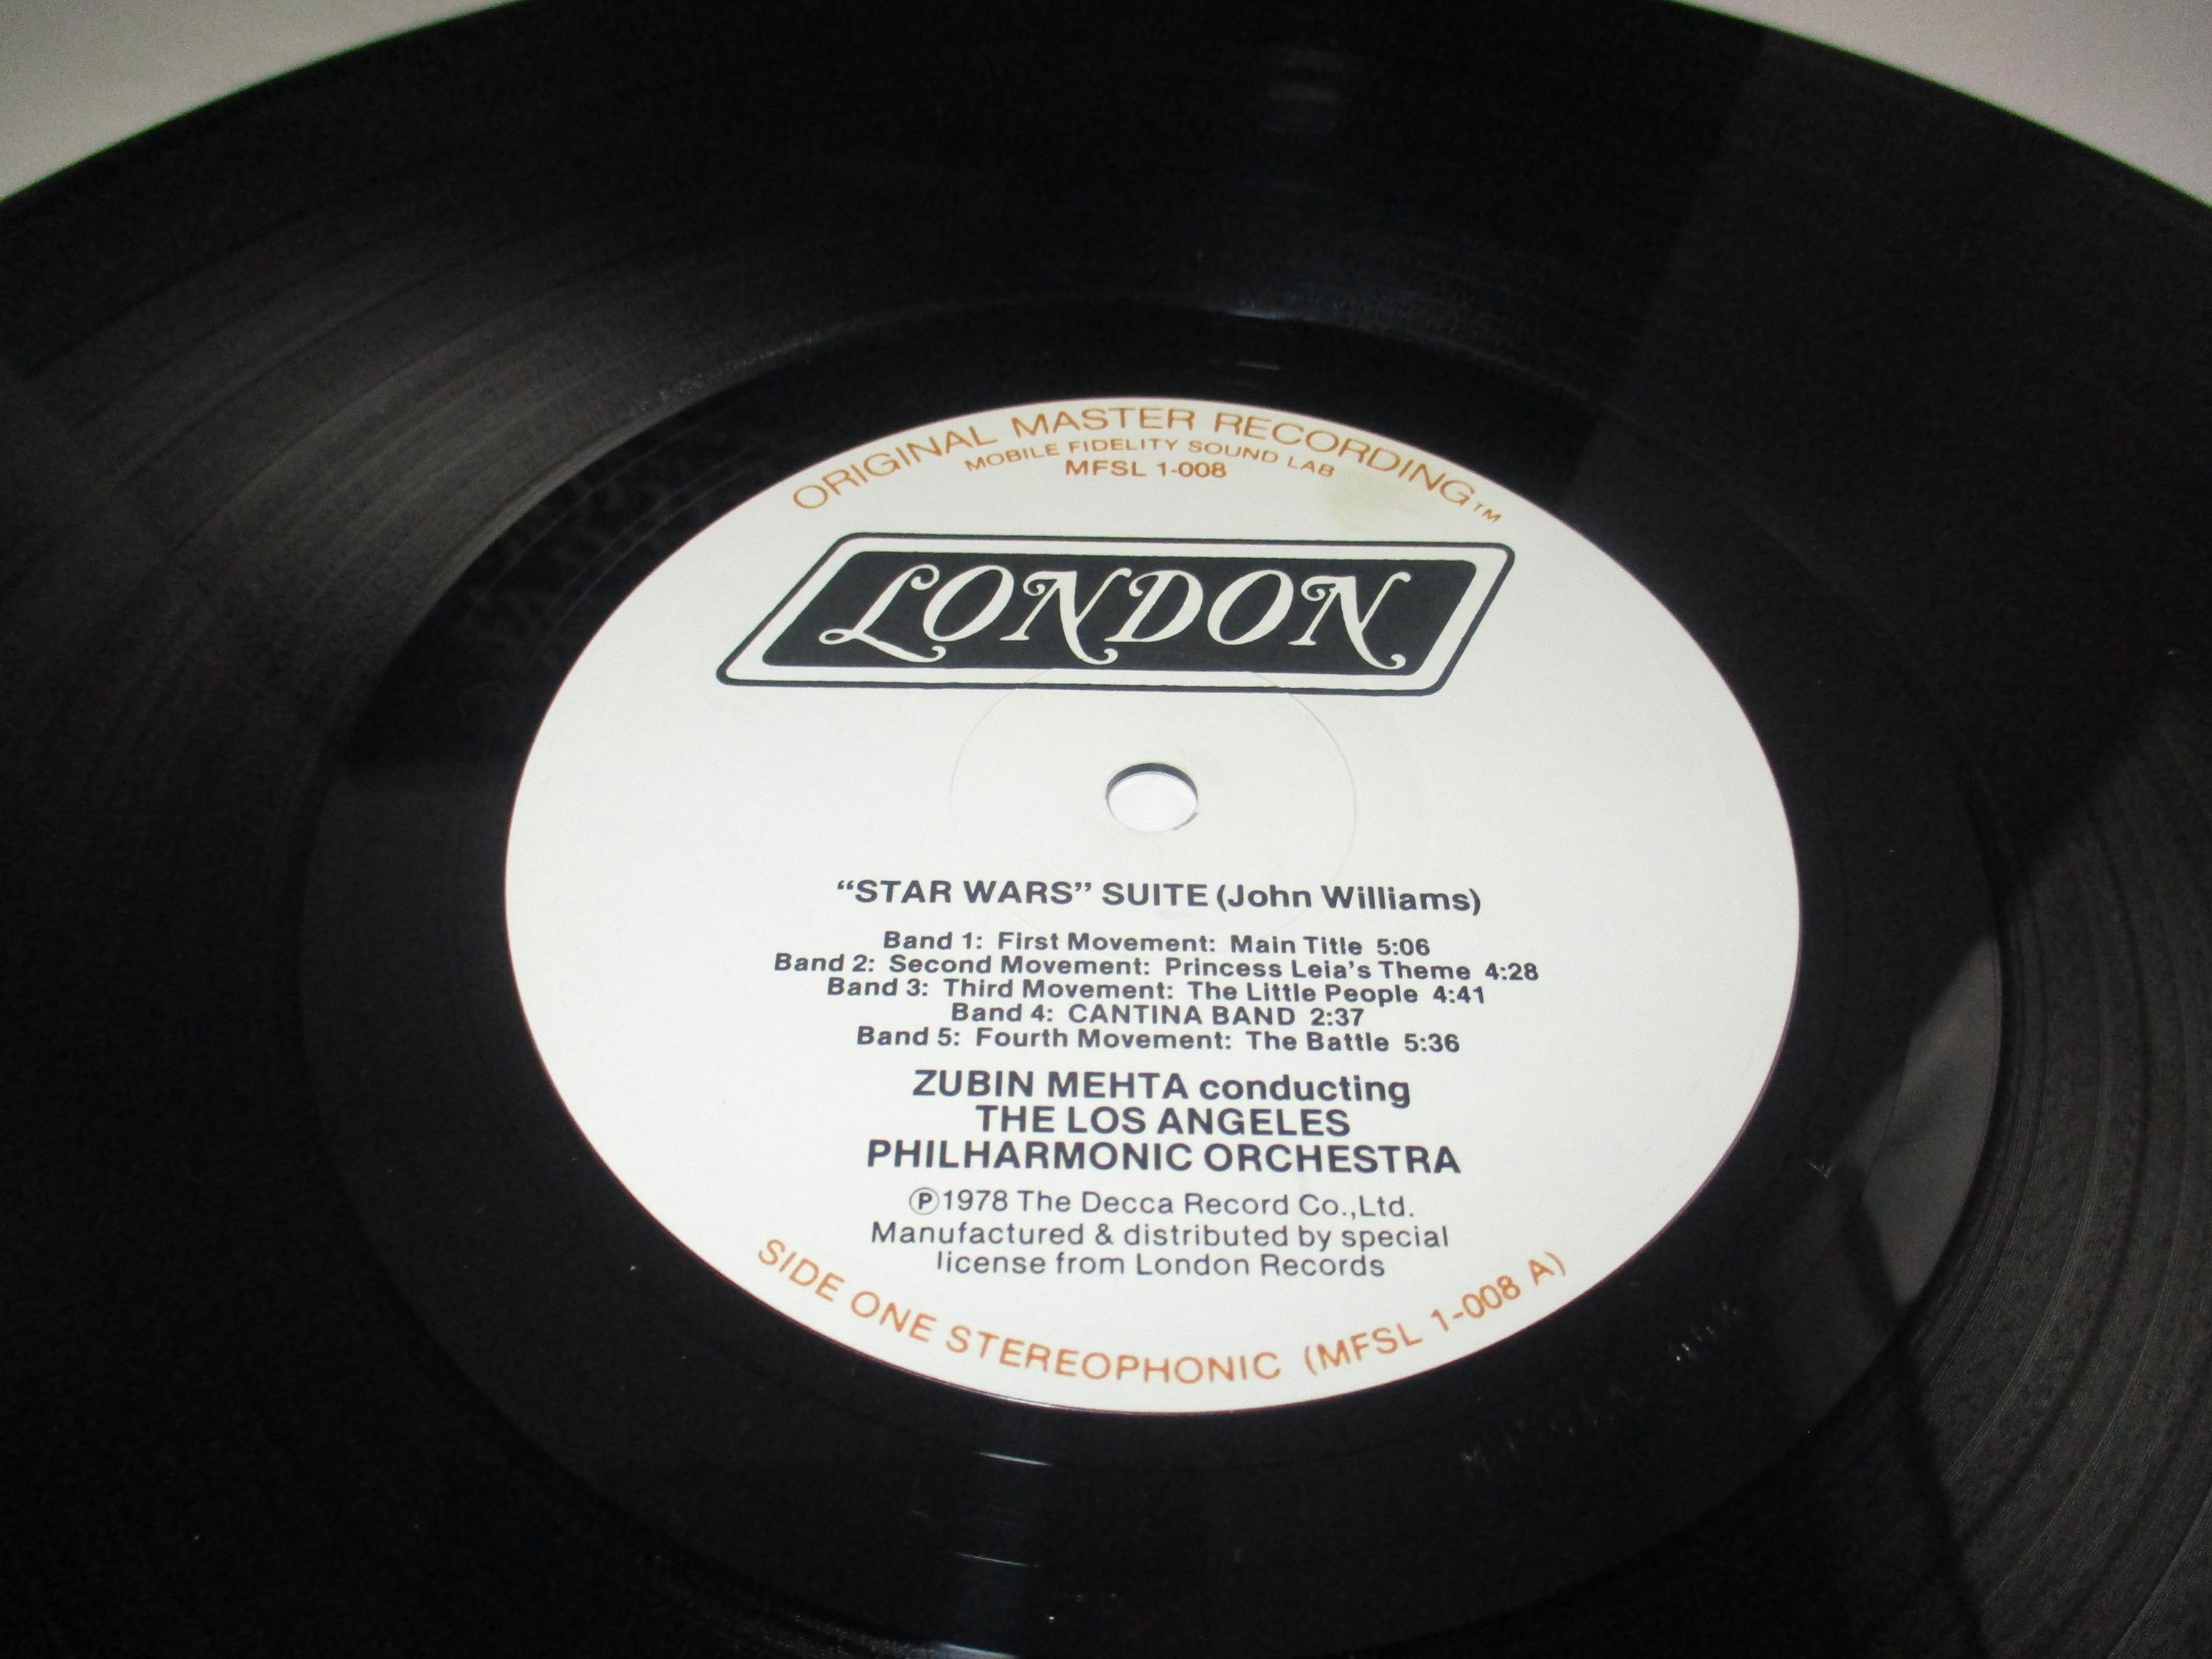 ORIGINAL MASTER RECORDING™
MOBILE FIDELITY SOUND LAB
MFSL 1-008
LONDON
“STAR WARS” SUITE (John Williams)
Band 1: First Movement: Main Title 5:06
Band 2: Second Movement: Princess Leia's Theme 4:28
Band 3: Third Movement: The Little People 4:41
Band 4: CANTINA BAND 2:37
Band 5: Fourth Movement: The Battle 5:36
ZUBIN MEHTA conducting
THE LOS ANGELES
PHILHARMONIC ORCHESTRA
Ⓟ1978 The Decca Record Co.,Ltd.
Manufactured & distributed by special
license from London Records
SIDE ONE STEREOPHONIC (MFSL 1-008 A)